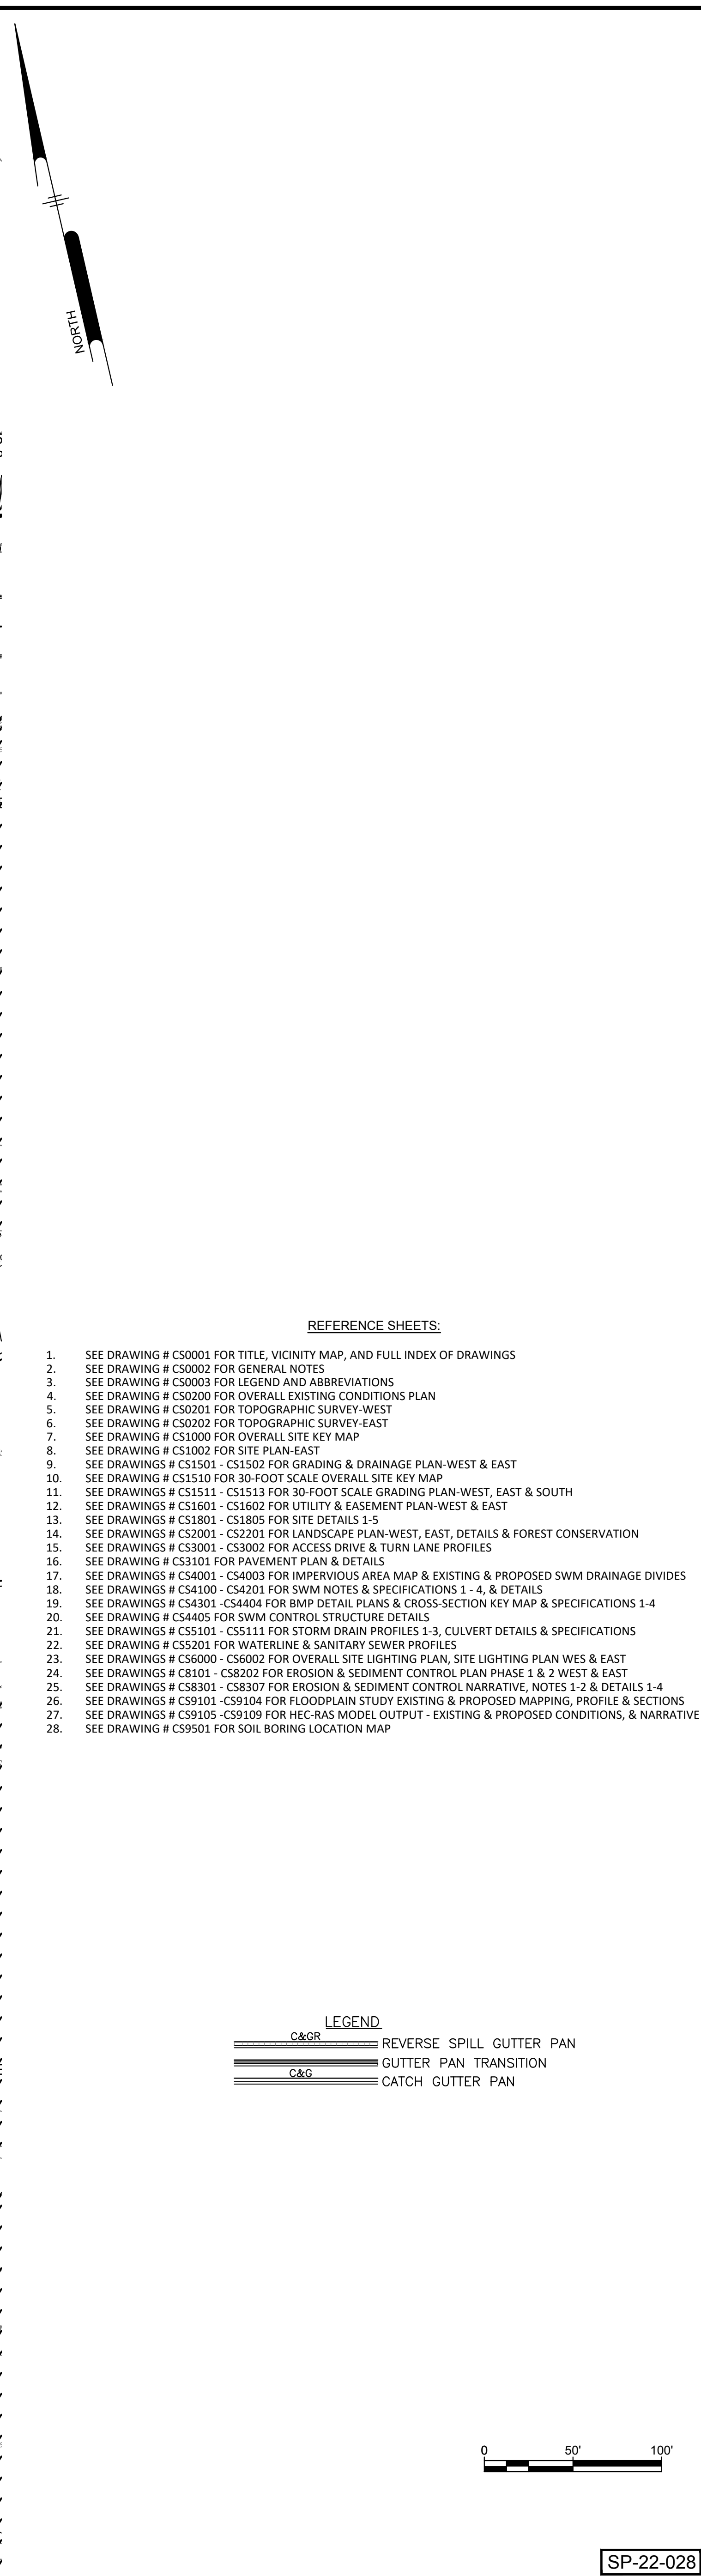 NORTH
REFERENCE SHEETS:
1. SEE DRAWING # CS0001 FOR TITLE, VICINITY MAP, AND FULL INDEX OF DRAWINGS
2. SEE DRAWING # CS0002 FOR GENERAL NOTES
3. SEE DRAWING # CS0003 FOR LEGEND AND ABBREVIATIONS
4. SEE DRAWING # CS0200 FOR OVERALL EXISTING CONDITIONS PLAN
5. SEE DRAWING # CS0201 FOR TOPOGRAPHIC SURVEY-WEST
6. SEE DRAWING # CS0202 FOR TOPOGRAPHIC SURVEY-EAST
7. SEE DRAWING # CS1000 FOR OVERALL SITE KEY MAP
8. SEE DRAWING # CS1002 FOR SITE PLAN-EAST
9. SEE DRAWINGS # CS1501 - CS1502 FOR GRADING & DRAINAGE PLAN-WEST & EAST
10. SEE DRAWING # CS1510 FOR 30-FOOT SCALE OVERALL SITE KEY MAP
11. SEE DRAWINGS # CS1511 - CS1513 FOR 30-FOOT SCALE GRADING PLAN-WEST, EAST & SOUTH
12. SEE DRAWINGS # CS1601 - CS1602 FOR UTILITY & EASEMENT PLAN-WEST & EAST
13. SEE DRAWINGS # CS1801 - CS1805 FOR SITE DETAILS 1-5
14. SEE DRAWINGS # CS2001 - CS2201 FOR LANDSCAPE PLAN-WEST, EAST, DETAILS & FOREST CONSERVATION
15. SEE DRAWINGS # CS3001 - CS3002 FOR ACCESS DRIVE & TURN LANE PROFILES
16. SEE DRAWING # CS3101 FOR PAVEMENT PLAN & DETAILS
17. SEE DRAWINGS # CS4001 - CS4003 FOR IMPERVIOUS AREA MAP & EXISTING & PROPOSED SWM DRAINAGE DIVIDES
18. SEE DRAWINGS # CS4100 - CS4201 FOR SWM NOTES & SPECIFICATIONS 1 - 4, & DETAILS
19. SEE DRAWINGS # CS4301 -CS4404 FOR BMP DETAIL PLANS & CROSS-SECTION KEY MAP & SPECIFICATIONS 1-4
20. SEE DRAWING # CS4405 FOR SWM CONTROL STRUCTURE DETAILS
21. SEE DRAWINGS # CS5101 - CS5111 FOR STORM DRAIN PROFILES 1-3, CULVERT DETAILS & SPECIFICATIONS
22. SEE DRAWING # CS5201 FOR WATERLINE & SANITARY SEWER PROFILES
23. SEE DRAWINGS # CS6000 - CS6002 FOR OVERALL SITE LIGHTING PLAN, SITE LIGHTING PLAN WES & EAST
24. SEE DRAWINGS # C8101 - CS8202 FOR EROSION & SEDIMENT CONTROL PLAN PHASE 1 & 2 WEST & EAST
25. SEE DRAWINGS # CS8301 - CS8307 FOR EROSION & SEDIMENT CONTROL NARRATIVE, NOTES 1-2 & DETAILS 1-4
26. SEE DRAWINGS # CS9101 -CS9104 FOR FLOODPLAIN STUDY EXISTING & PROPOSED MAPPING, PROFILE & SECTIONS
27. SEE DRAWINGS # CS9105 -CS9109 FOR HEC-RAS MODEL OUTPUT - EXISTING & PROPOSED CONDITIONS, & NARRATIVE
28. SEE DRAWING # CS9501 FOR SOIL BORING LOCATION MAP
LEGEND
C&GR REVERSE SPILL GUTTER PAN
GUTTER PAN TRANSITION
C&G CATCH GUTTER PAN
0 50' 100'
SP-22-028